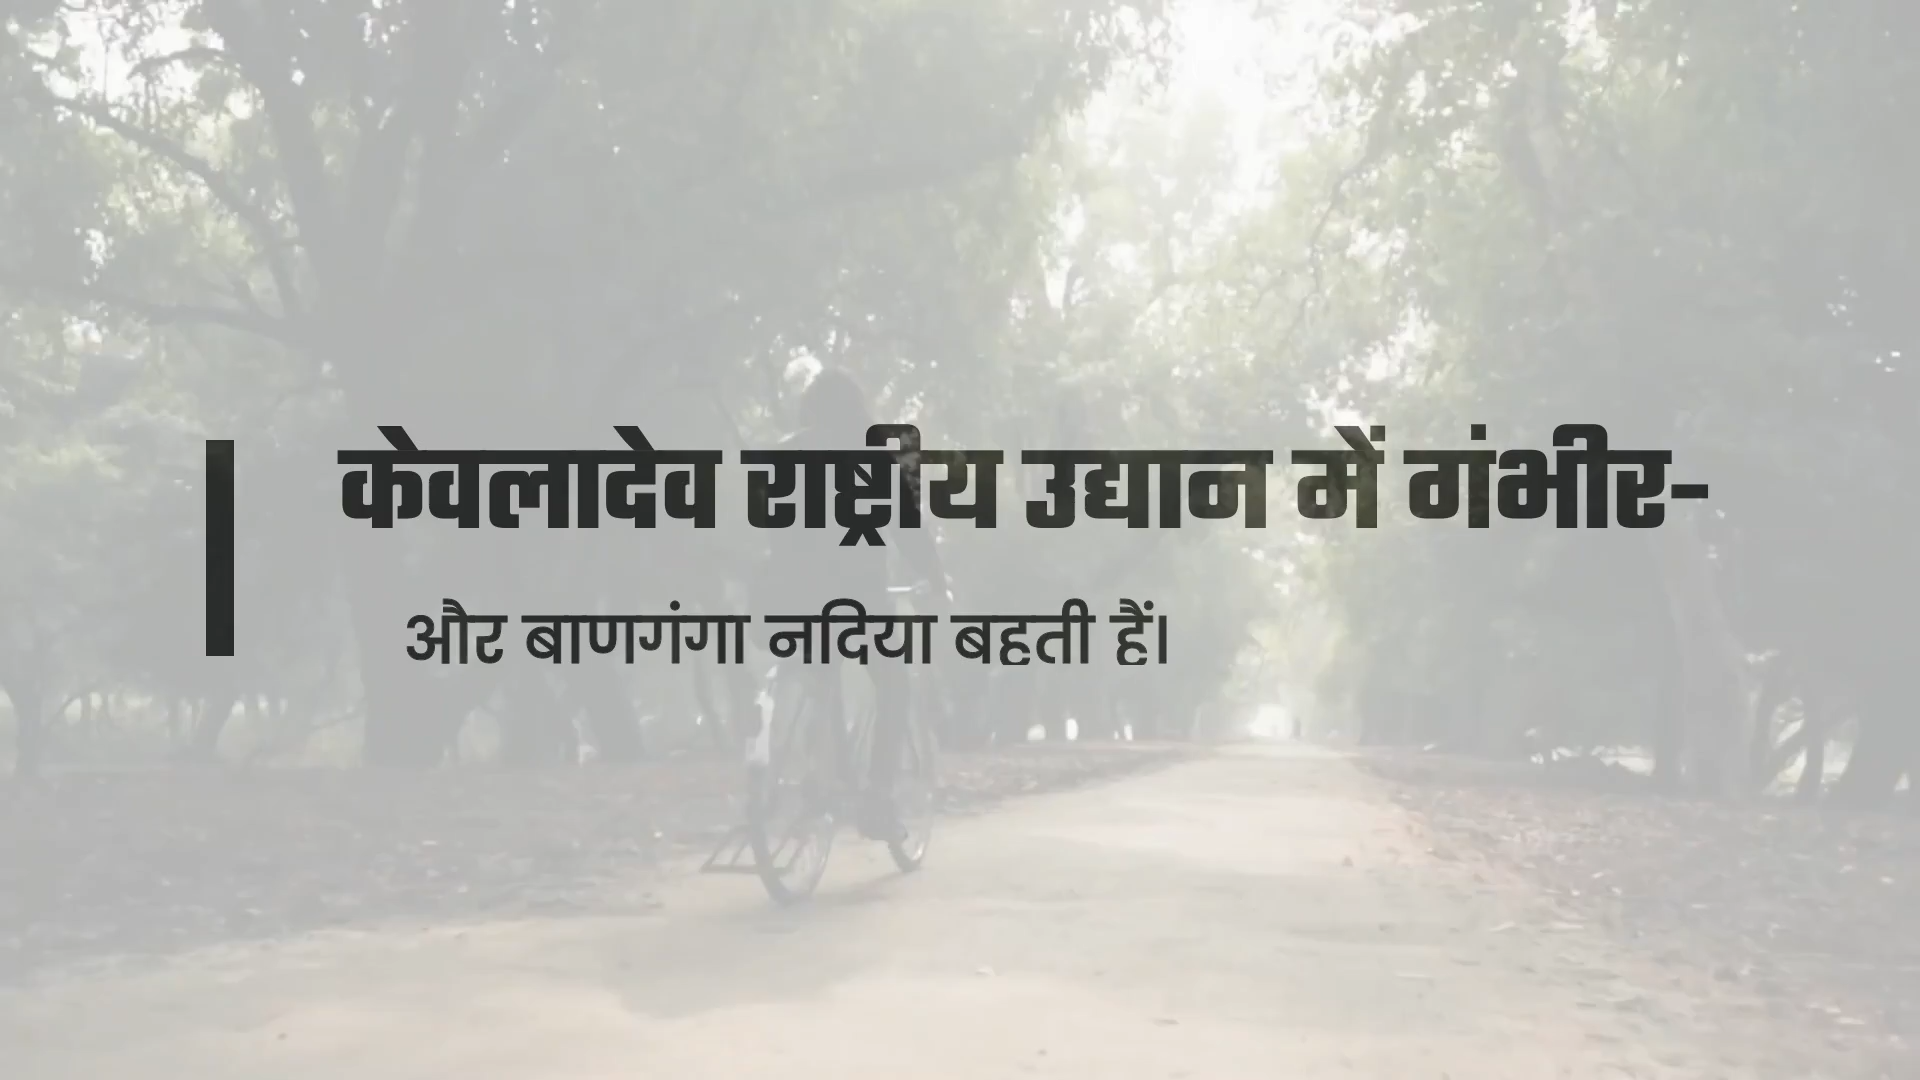 केवलादेव राष्ट्रीय उद्यान में गंभीर-
और बाणगंगा नदिया बहती हैं।